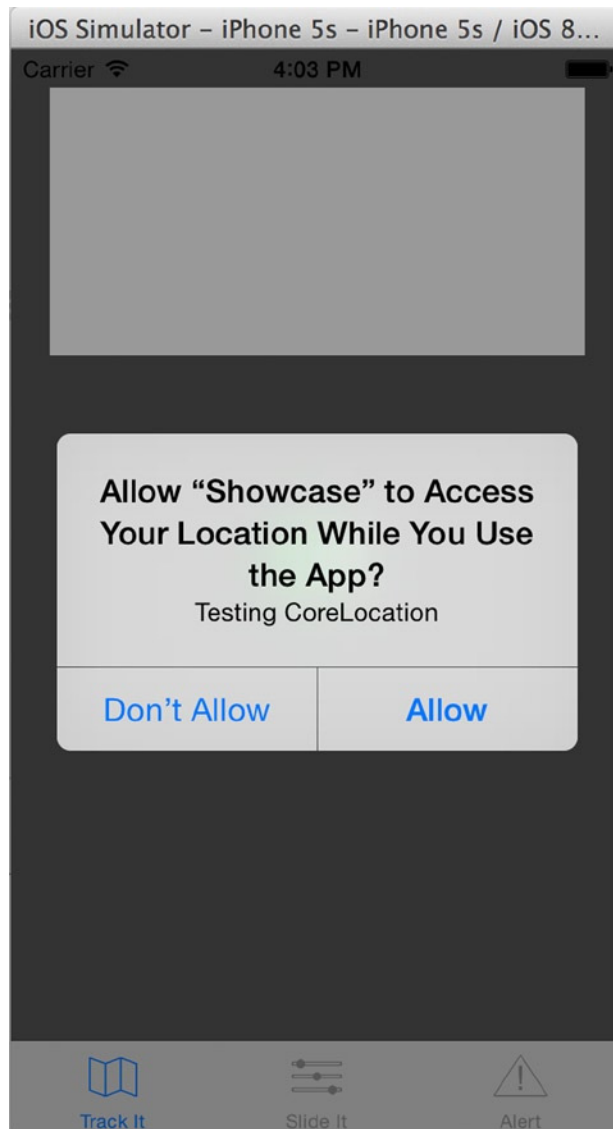 iOS Simulator – iPhone 5s – iPhone 5s / iOS 8...
Carrier 4:03 PM
Allow “Showcase” to Access
Your Location While You Use
the App?
Testing CoreLocation
Don’t Allow Allow
Track It Slide It Alert